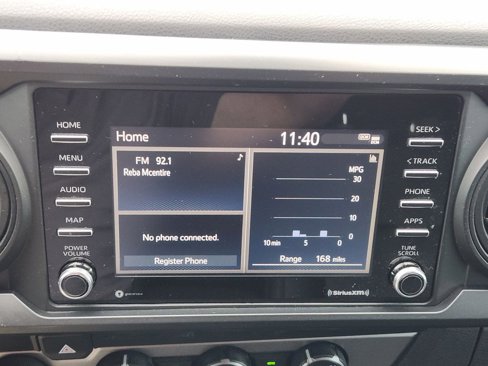 HOME
MENU
AUDIO
MAP
POWER
VOLUME
Home
11:40
FM 92.1
Reba Mcentire
No phone connected.
Register Phone
MPG
30
20
10
0
10 min 5 0
Range 168 miles
SEEK >
< TRACK
PHONE
APPS
TUNE
SCROLL
((SiriusXM))